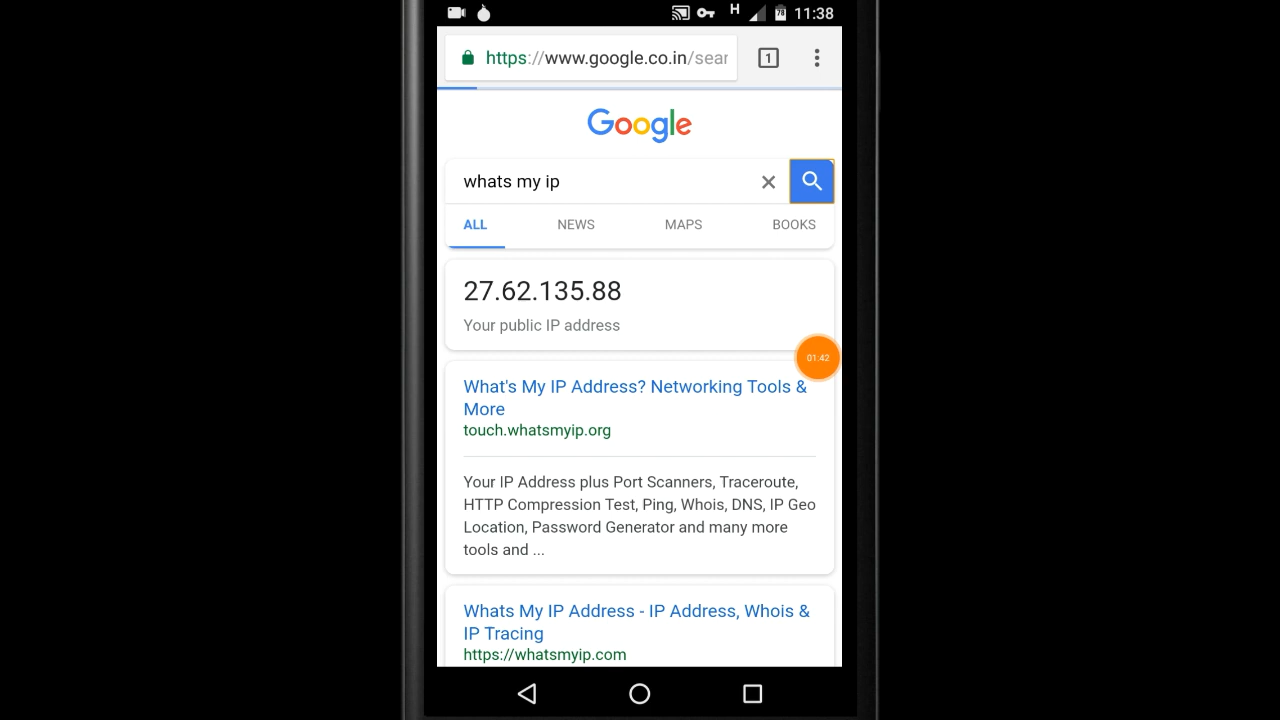 H 78 11:38
https://www.google.co.in/sear
1
Google
whats my ip
ALL NEWS MAPS BOOKS
27.62.135.88
Your public IP address
01:42
What's My IP Address? Networking Tools &
More
touch.whatsmyip.org
Your IP Address plus Port Scanners, Traceroute,
HTTP Compression Test, Ping, Whois, DNS, IP Geo
Location, Password Generator and many more
tools and ...
Whats My IP Address - IP Address, Whois &
IP Tracing
https://whatsmyip.com